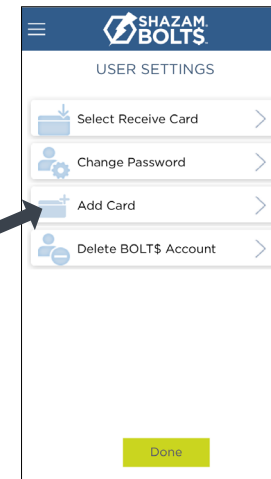 SHAZAM.
BOLT$.
USER SETTINGS
Select Receive Card
Change Password
Add Card
Delete BOLT$ Account
Done